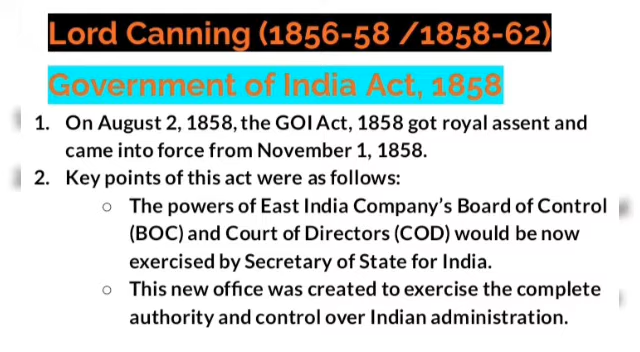 Lord Canning (1856-58 /1858-62)
Government of India Act, 1858
1. On August 2, 1858, the GOI Act, 1858 got royal assent and
came into force from November 1, 1858.
2. Key points of this act were as follows:
○ The powers of East India Company's Board of Control
(BOC) and Court of Directors (COD) would be now
exercised by Secretary of State for India.
○ This new office was created to exercise the complete
authority and control over Indian administration.